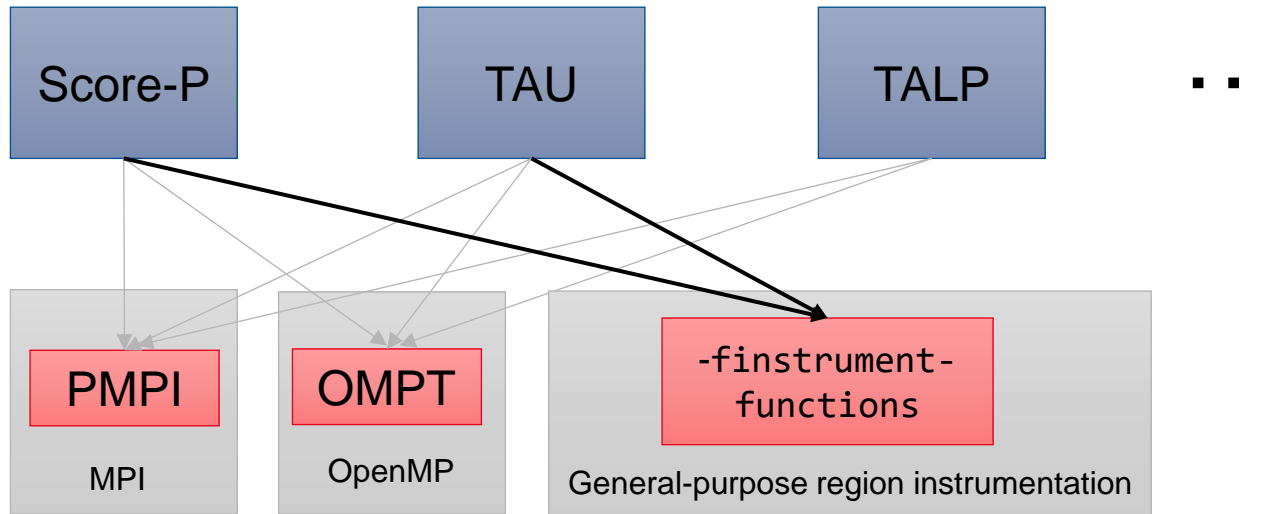 Score-P
TAU
TALP
. .
PMPI
OMPT
-finstrument-
functions
MPI
OpenMP
General-purpose region instrumentation